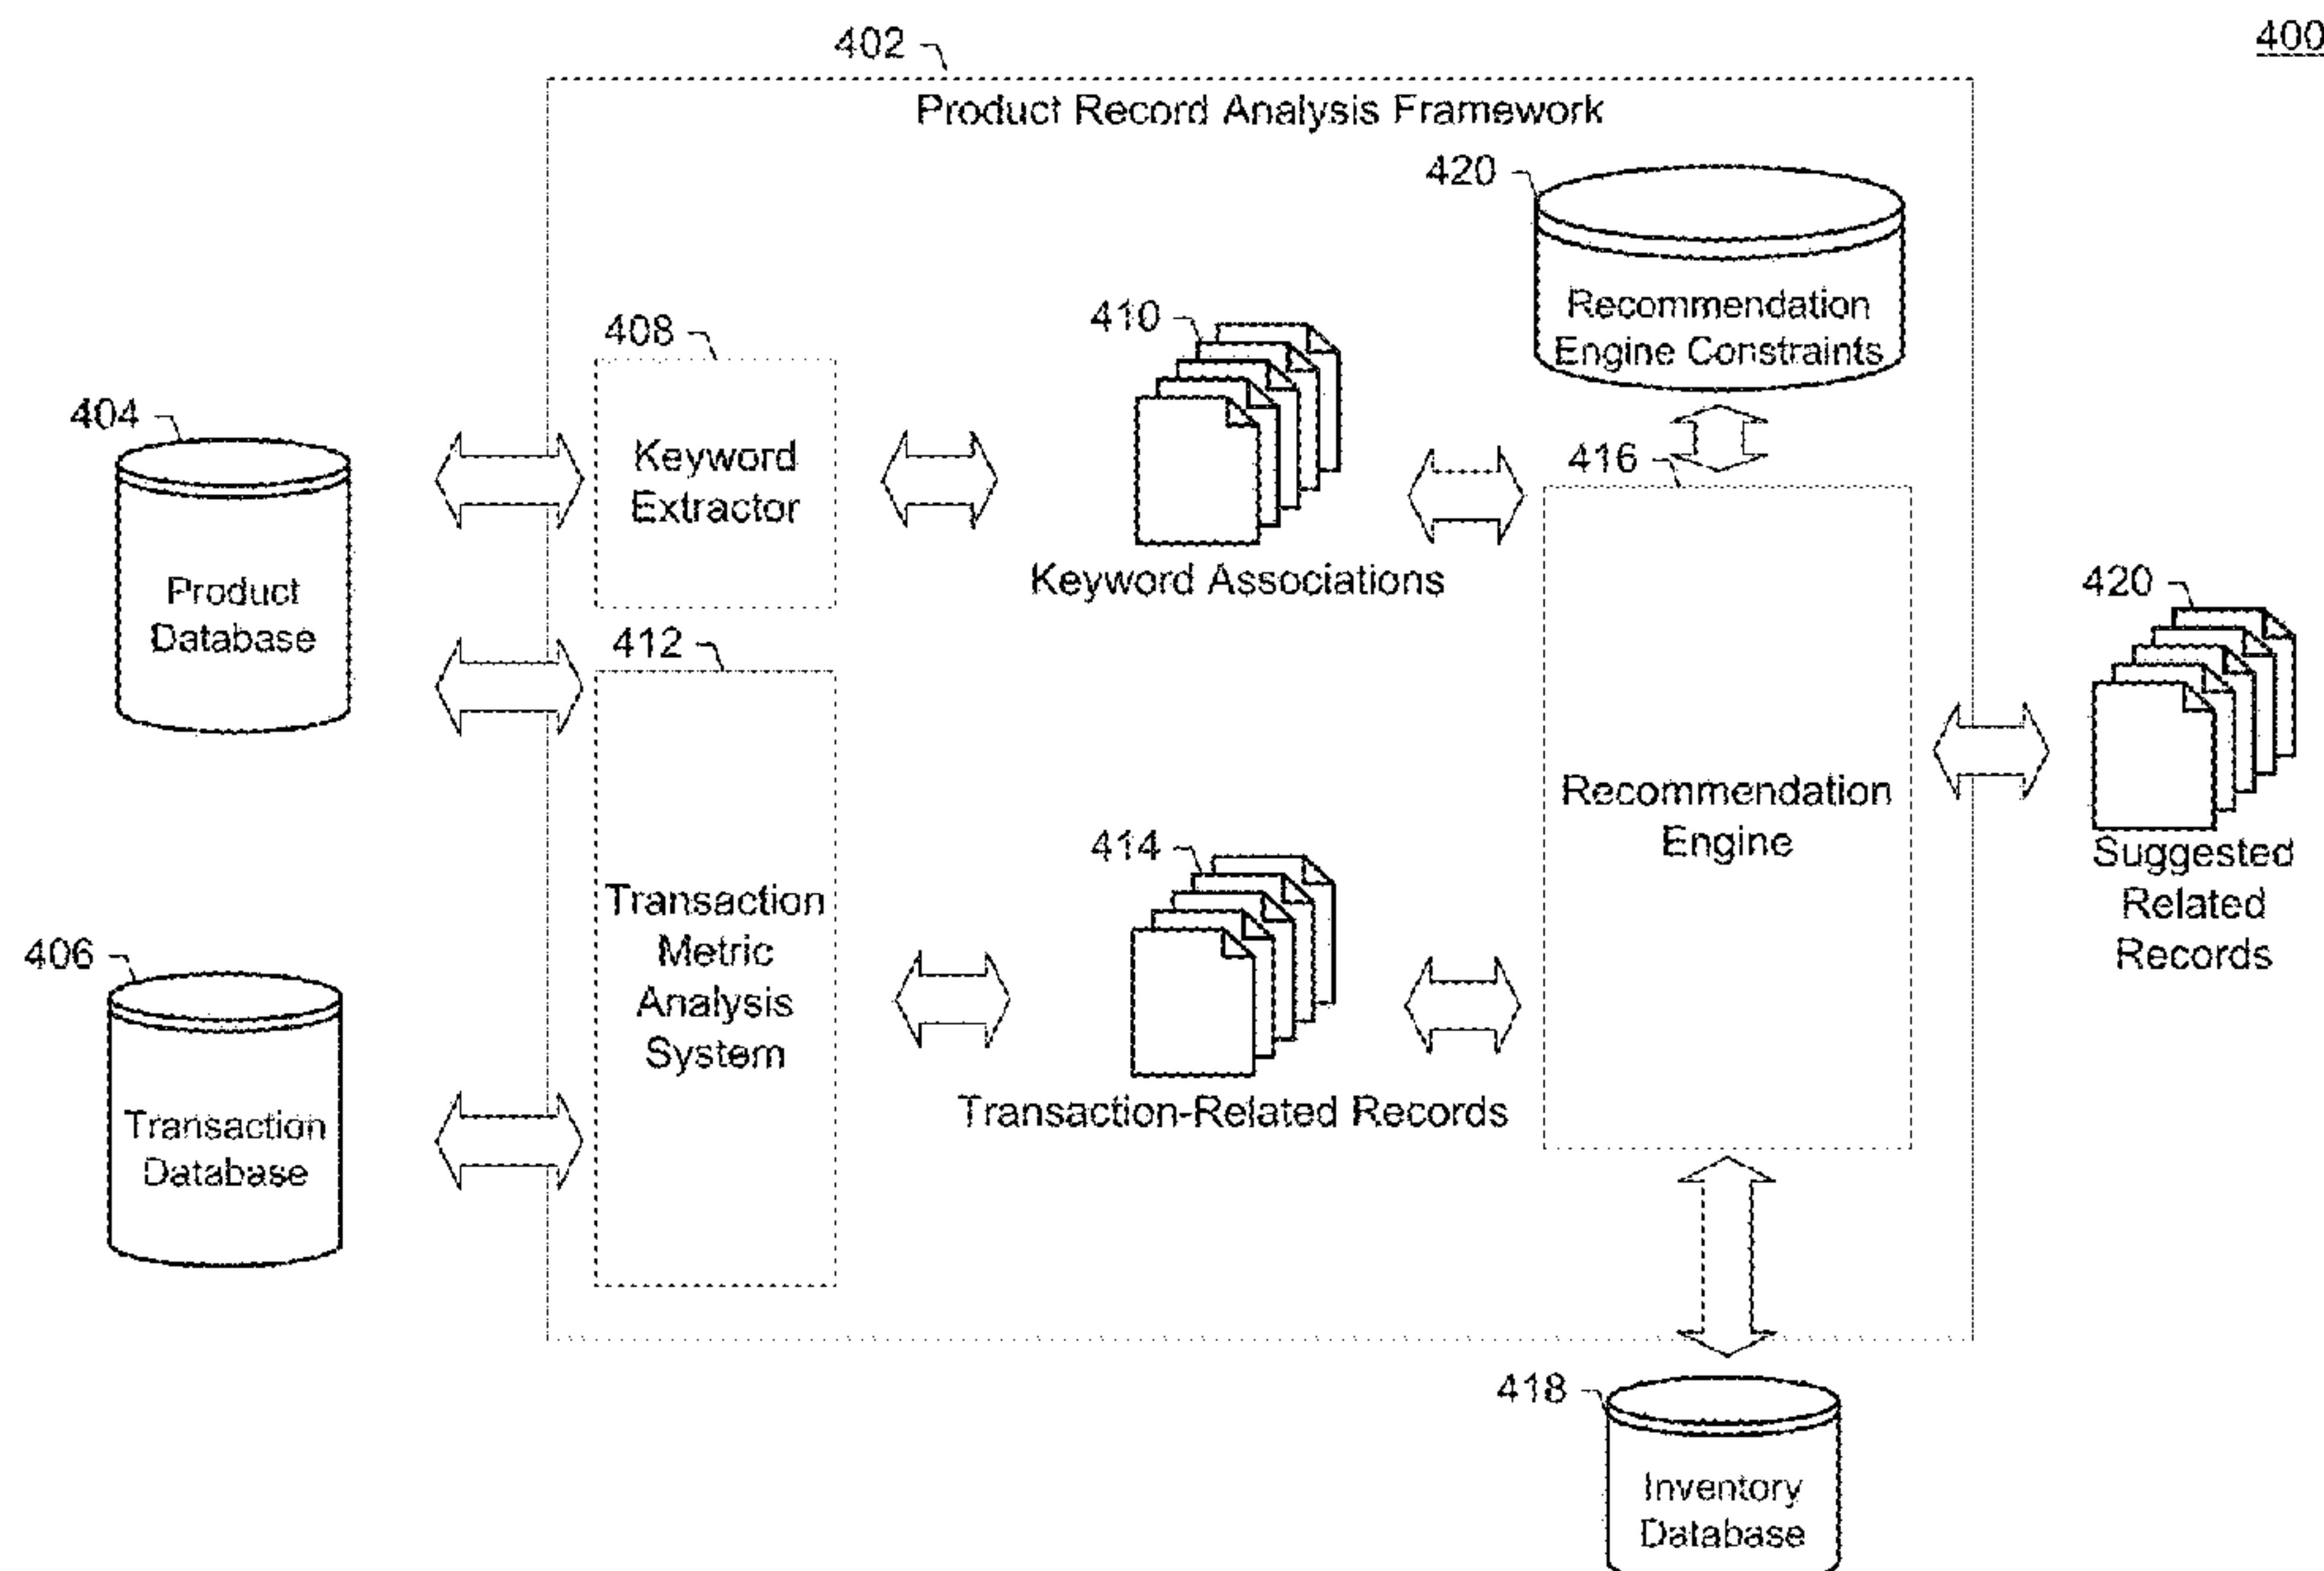 400
402
Product Record Analysis Framework
420
Recommendation
Engine Constraints
408
Keyword
Extractor
410
Keyword Associations
404
Product
Database
416
Recommendation
Engine
412
Transaction
Metric
Analysis
System
414
Transaction-Related Records
420
Suggested
Related
Records
406
Transaction
Database
418
Inventory
Database